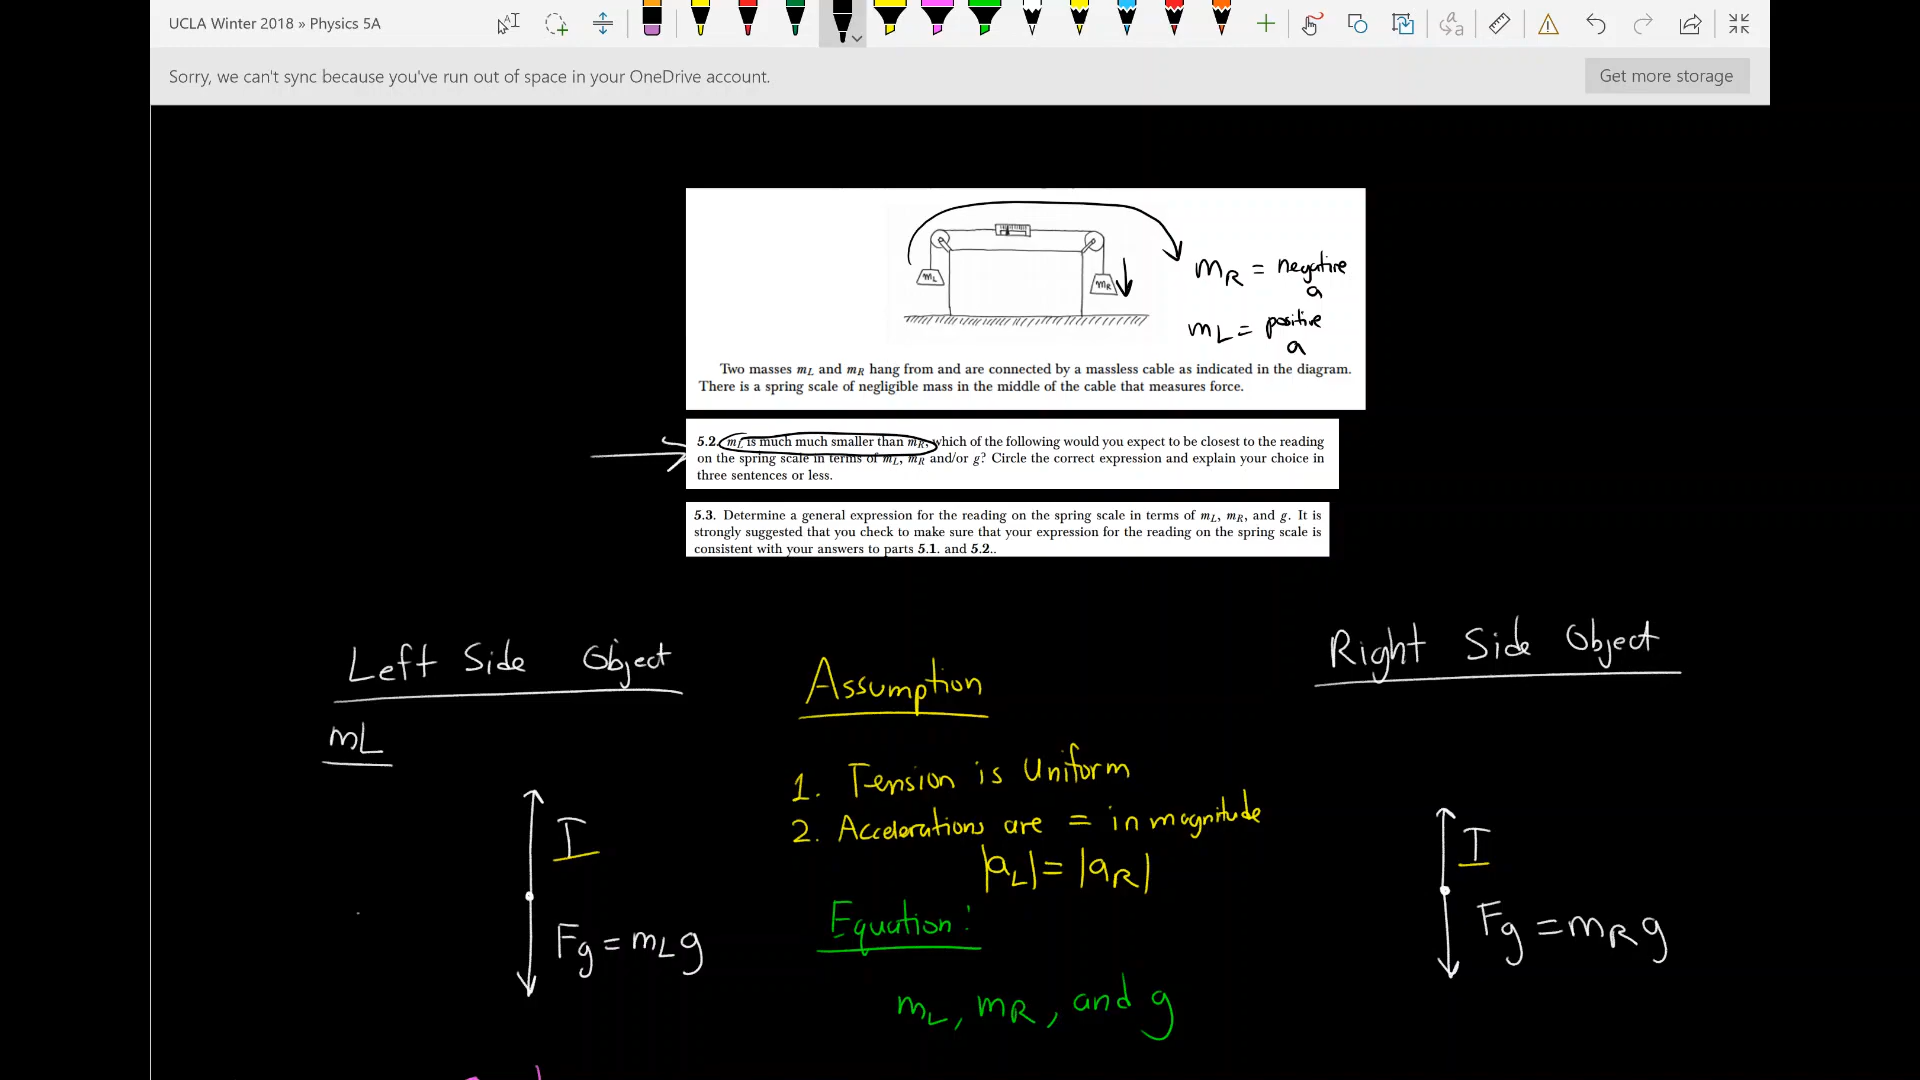 UCLA Winter 2018 » Physics 5A
Sorry, we can't sync because you've run out of space in your OneDrive account.
Get more storage
mL
mR
mR = negative
a
mL = positive
a
Two masses mL and mR hang from and are connected by a massless cable as indicated in the diagram.
There is a spring scale of negligible mass in the middle of the cable that measures force.
5.2. mL is much much smaller than mR, which of the following would you expect to be closest to the reading
on the spring scale in terms of mL, mR and/or g? Circle the correct expression and explain your choice in
three sentences or less.
5.3. Determine a general expression for the reading on the spring scale in terms of mL, mR, and g. It is
strongly suggested that you check to make sure that your expression for the reading on the spring scale is
consistent with your answers to parts 5.1. and 5.2..
Left Side Object
mL
T
Fg = mLg
Assumption
1. Tension is Uniform
2. Accelerations are = in magnitude
|aL| = |aR|
Equation:
mL, mR, and g
Right Side Object
T
Fg = mRg